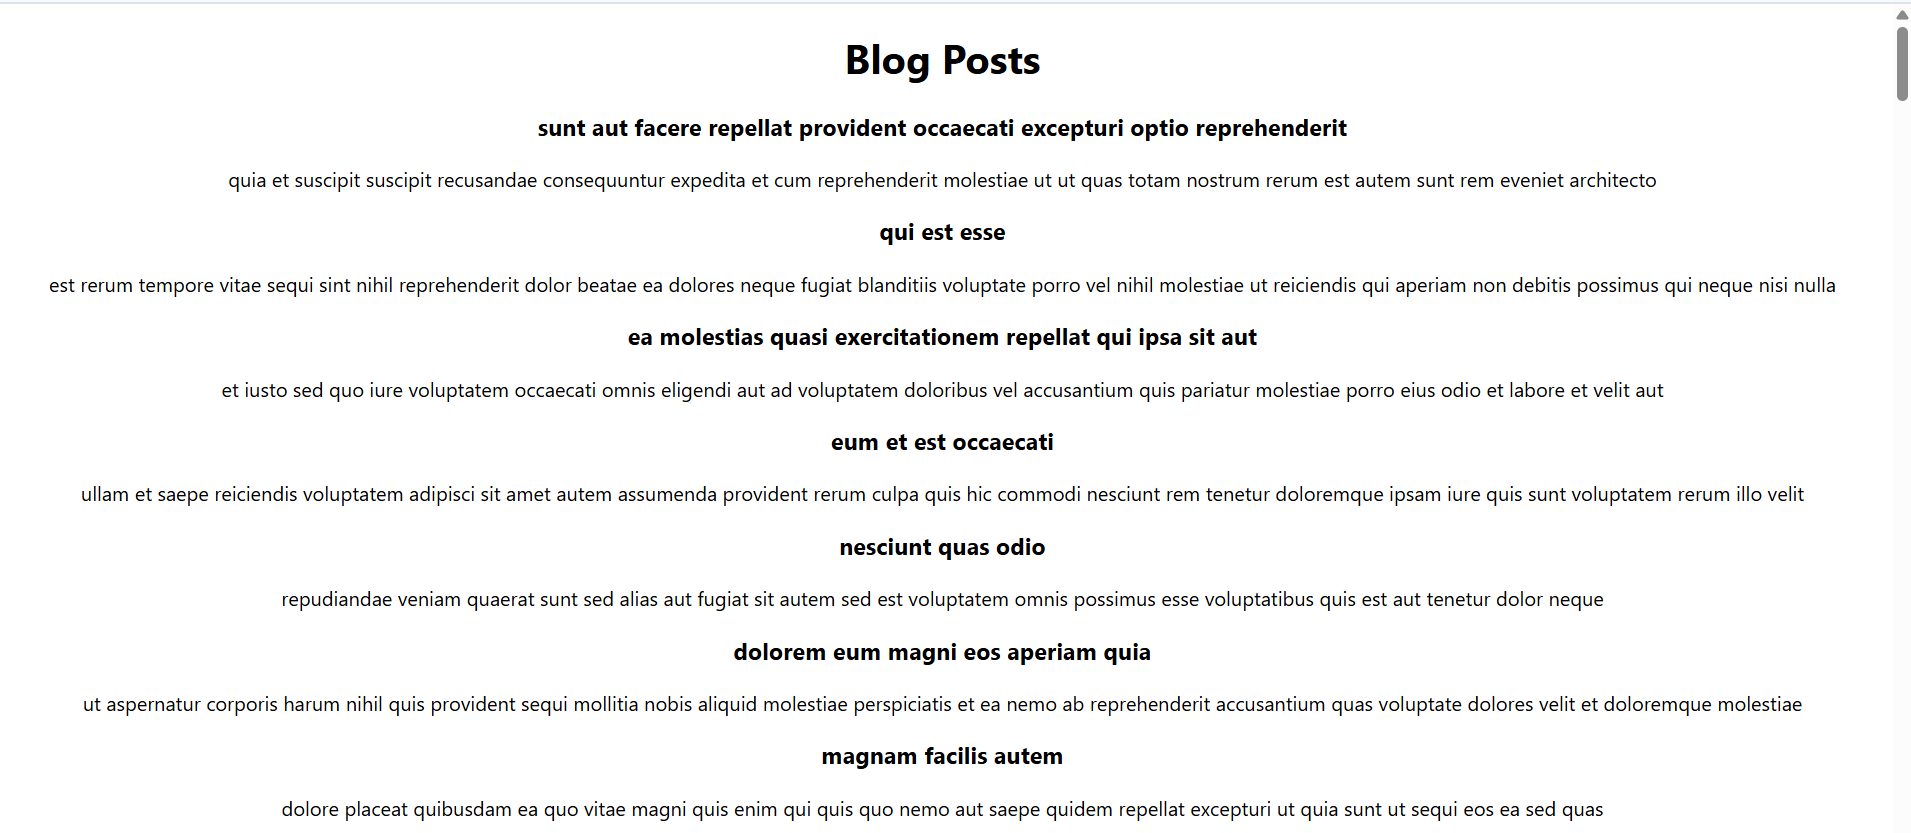 Blog Posts
sunt aut facere repellat provident occaecati excepturi optio reprehenderit
quia et suscipit suscipit recusandae consequuntur expedita et cum reprehenderit molestiae ut ut quas totam nostrum rerum est autem sunt rem eveniet architecto
qui est esse
est rerum tempore vitae sequi sint nihil reprehenderit dolor beatae ea dolores neque fugiat blanditiis voluptate porro vel nihil molestiae ut reiciendis qui aperiam non debitis possimus qui neque nisi nulla
ea molestias quasi exercitationem repellat qui ipsa sit aut
et iusto sed quo iure voluptatem occaecati omnis eligendi aut ad voluptatem doloribus vel accusantium quis pariatur molestiae porro eius odio et labore et velit aut
eum et est occaecati
ullam et saepe reiciendis voluptatem adipisci sit amet autem assumenda provident rerum culpa quis hic commodi nesciunt rem tenetur doloremque ipsam iure quis sunt voluptatem rerum illo velit
nesciunt quas odio
repudiandae veniam quaerat sunt sed alias aut fugiat sit autem sed est voluptatem omnis possimus esse voluptatibus quis est aut tenetur dolor neque
dolorem eum magni eos aperiam quia
ut aspernatur corporis harum nihil quis provident sequi mollitia nobis aliquid molestiae perspiciatis et ea nemo ab reprehenderit accusantium quas voluptate dolores velit et doloremque molestiae
magnam facilis autem
dolore placeat quibusdam ea quo vitae magni quis enim qui quis quo nemo aut saepe quidem repellat excepturi ut quia sunt ut sequi eos ea sed quas